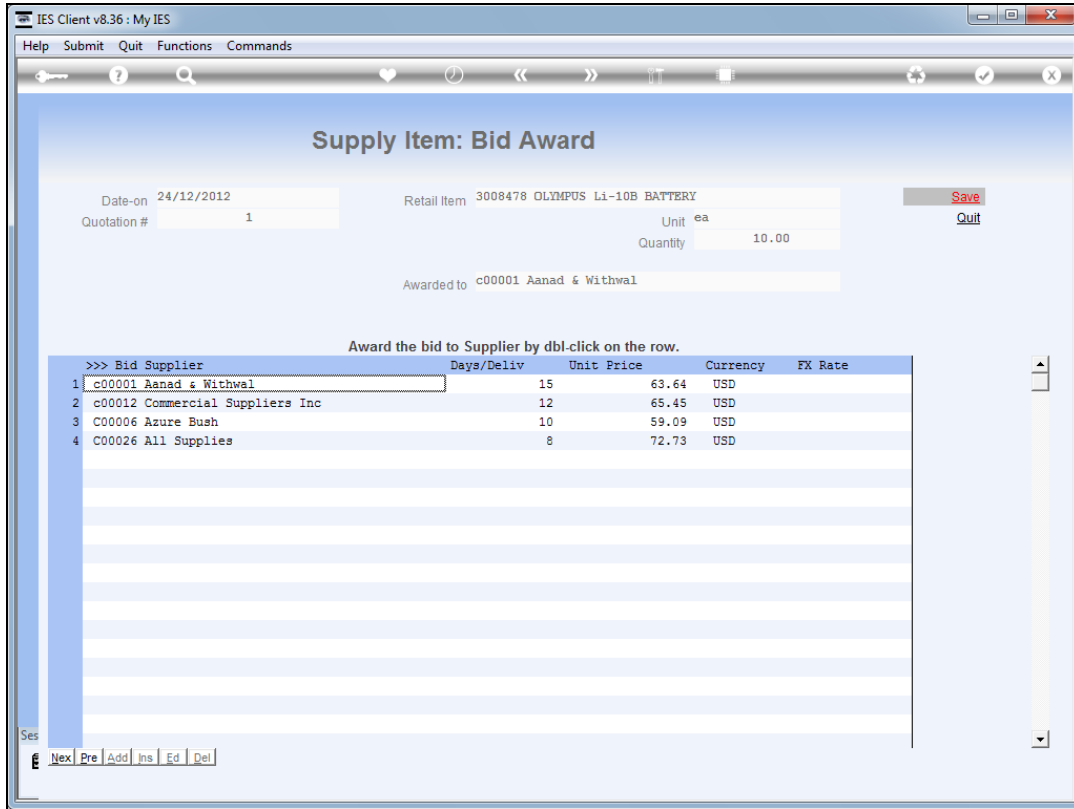 IES Client v8.36 : My IES
Help Submit Quit Functions Commands
Supply Item: Bid Award
Date-on 24/12/2012 Retail Item 3008478 OLYMPUS Li-10B BATTERY Save
Quotation # 1 Unit ea Quit
Quantity 10.00
Awarded to c00001 Aanad & Withwal
Award the bid to Supplier by dbl-click on the row.
>>> Bid Supplier Days/Deliv Unit Price Currency FX Rate
1 c00001 Aanad & Withwal 15 63.64 USD
2 c00012 Commercial Suppliers Inc 12 65.45 USD
3 C00006 Azure Bush 10 59.09 USD
4 C00026 All Supplies 8 72.73 USD
Ses
Nex Pre Add Ins Ed Del